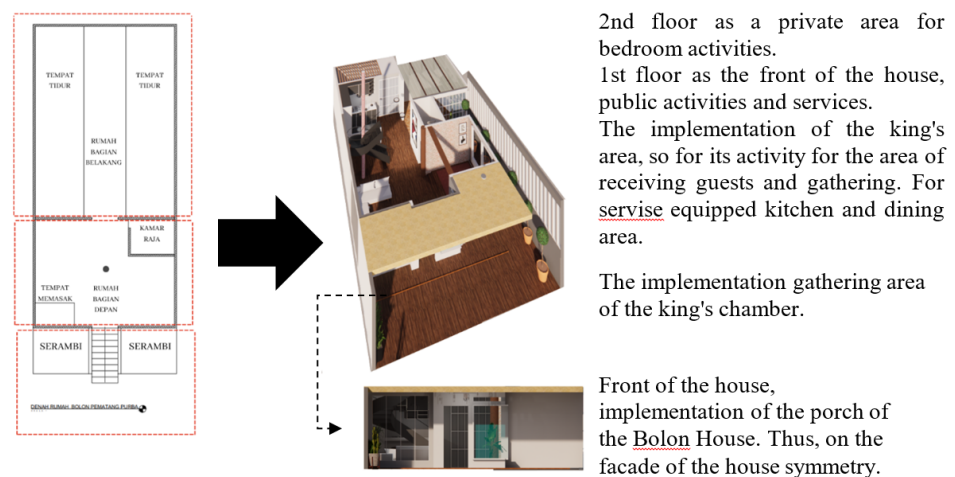 TEMPAT
TIDUR
TEMPAT
TIDUR
RUMAH
BAGIAN
BELAKANG
KAMAR
RAJA
TEMPAT
MEMASAK
RUMAH
BAGIAN
DEPAN
SERAMBI
SERAMBI
DENAH RUMAH BOLON PEMATANG PURBA
2nd floor as a private area for
bedroom activities.
1st floor as the front of the house,
public activities and services.
The implementation of the king's
area, so for its activity for the area of
receiving guests and gathering. For
servise equipped kitchen and dining
area.
The implementation gathering area
of the king's chamber.
Front of the house,
implementation of the porch of
the Bolon House. Thus, on the
facade of the house symmetry.